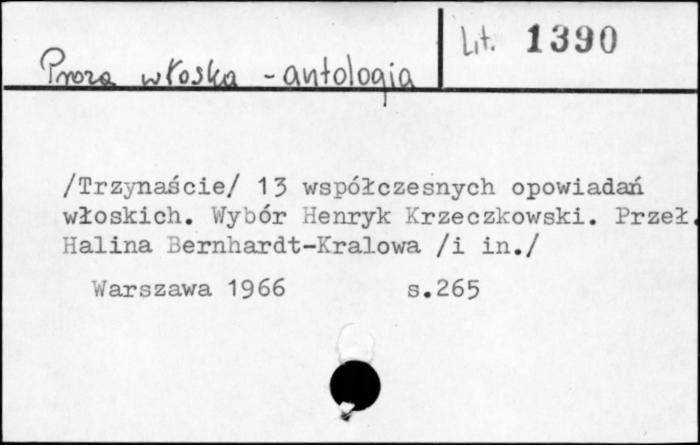 Proza włoska - antologia
Lit. 1390
/Trzynaście/ 13 współczesnych opowiadań
włoskich. Wybór Henryk Krzeczkowski. Przeł.
Halina Bernhardt-Kralowa /i in./
Warszawa 1966 s.265